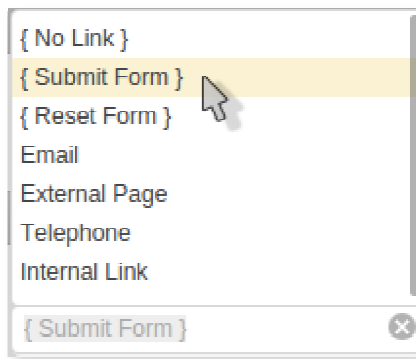 { No Link }
{ Submit Form }
{ Reset Form }
Email
External Page
Telephone
Internal Link
{ Submit Form }